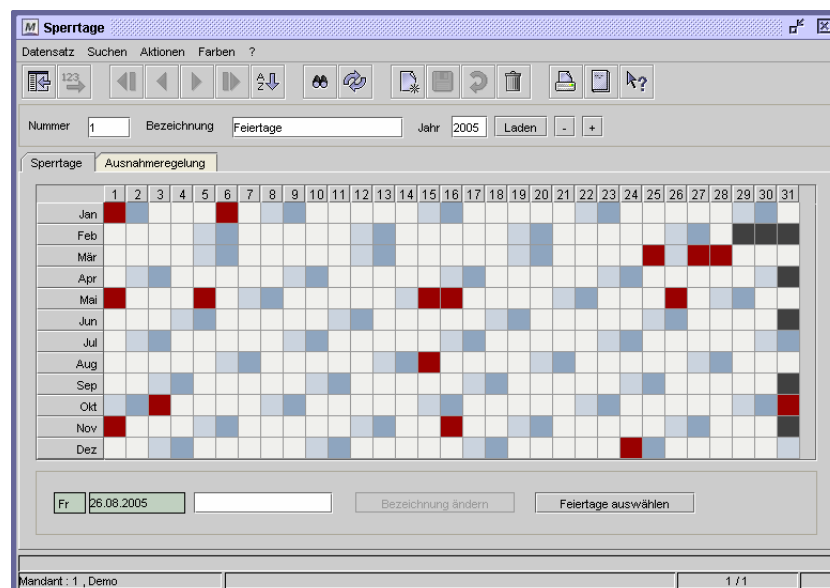 M Sperrtage
Datensatz Suchen Aktionen Farben ?
123 A Z ?
Nummer 1 Bezeichnung Feiertage Jahr 2005 Laden - +
Sperrtage Ausnahmeregelung
1 2 3 4 5 6 7 8 9 10 11 12 13 14 15 16 17 18 19 20 21 22 23 24 25 26 27 28 29 30 31
Jan
Feb
Mär
Apr
Mai
Jun
Jul
Aug
Sep
Okt
Nov
Dez
Fr 26.08.2005 Bezeichnung ändern Feiertage auswählen
Mandant : 1 , Demo 1 / 1